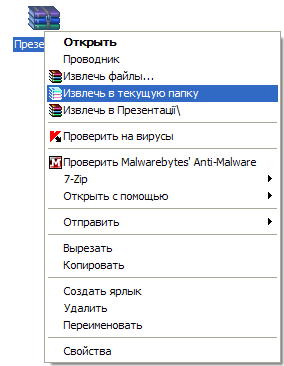 Открыть
Проводник
Извлечь файлы...
Извлечь в текущую папку
Извлечь в Презентації\
Проверить на вирусы
Проверить Malwarebytes' Anti-Malware
7-Zip
Открыть с помощью
Отправить
Вырезать
Копировать
Создать ярлык
Удалить
Переименовать
Свойства